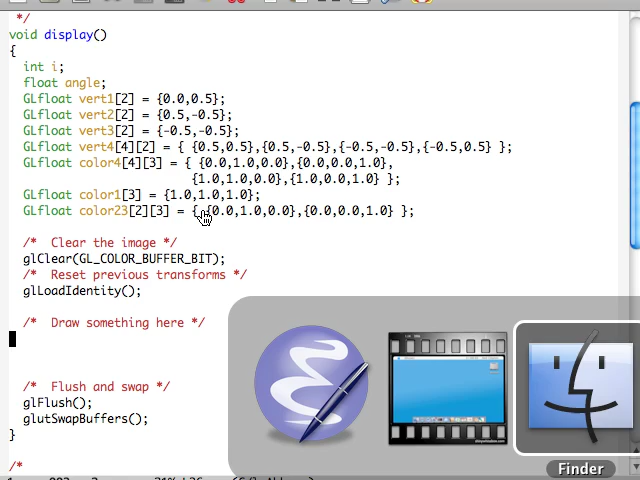 */
void display()
{
int i;
float angle;
GLfloat vert1[2] = {0.0,0.5};
GLfloat vert2[2] = {0.5,-0.5};
GLfloat vert3[2] = {-0.5,-0.5};
GLfloat vert4[4][2] = { {0.5,0.5},{0.5,-0.5},{-0.5,-0.5},{-0.5,0.5} };
GLfloat color4[4][3] = { {0.0,1.0,0.0},{0.0,0.0,1.0},
{1.0,1.0,0.0},{1.0,0.0,1.0} };
GLfloat color1[3] = {1.0,1.0,1.0};
GLfloat color23[2][3] = { {0.0,1.0,0.0},{0.0,0.0,1.0} };
/* Clear the image */
glClear(GL_COLOR_BUFFER_BIT);
/* Reset previous transforms */
glLoadIdentity();
/* Draw something here */
/* Flush and swap */
glFlush();
glutSwapBuffers();
}
/*
Finder